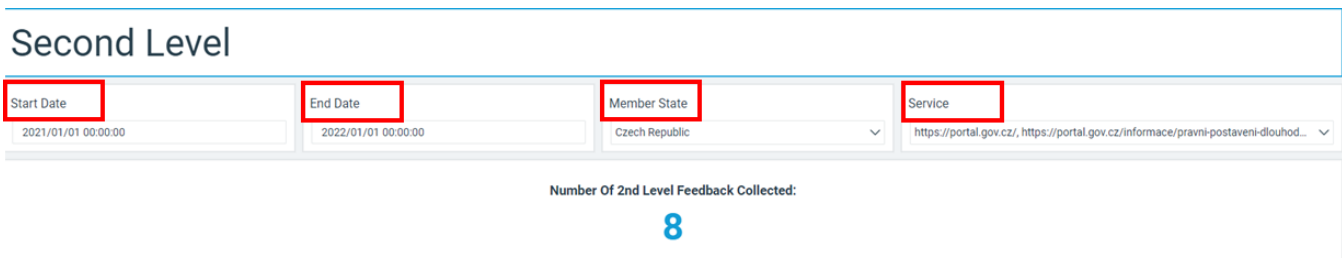 Second Level
Start Date
2021/01/01 00:00:00
End Date
2022/01/01 00:00:00
Member State
Czech Republic
Service
https://portal.gov.cz/, https://portal.gov.cz/informace/pravni-postaveni-dlouhod...
Number Of 2nd Level Feedback Collected:
8